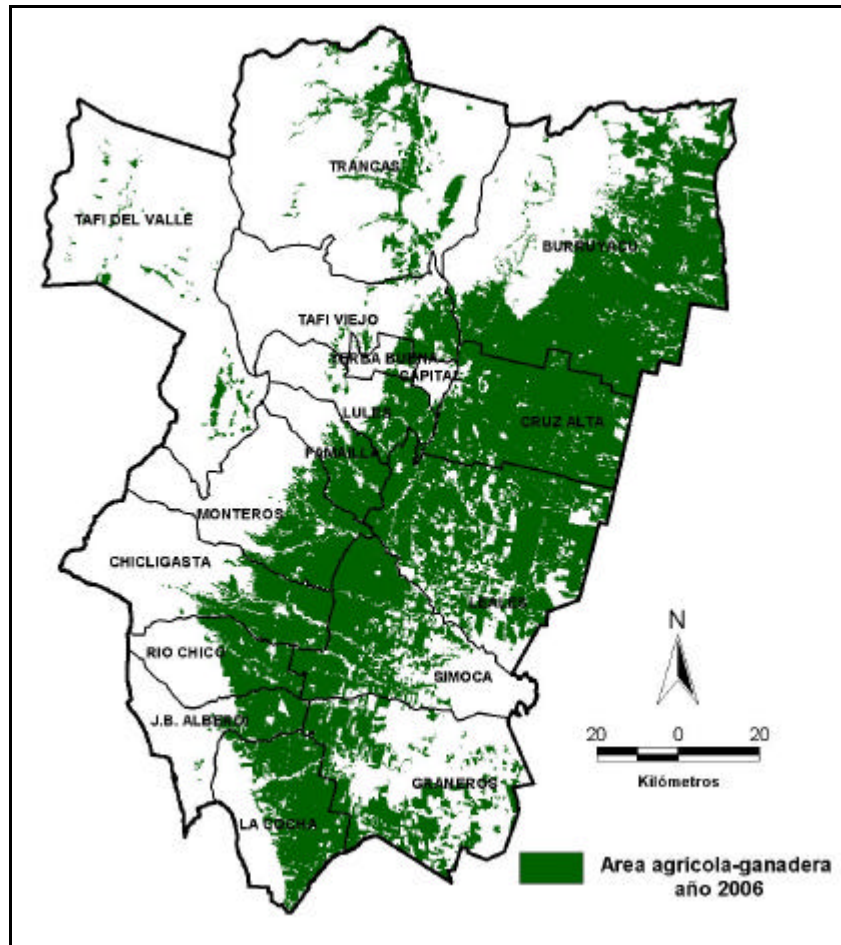 TRANCAS
TAFI DEL VALLE
BURRUYACU
TAFI VIEJO
YERBA BUENA
CAPITAL
LULES
CRUZ ALTA
FAMAILLA
MONTEROS
CHICLIGASTA
LEALES
N
RIO CHICO
SIMOCA
J.B. ALBERDI
20 0 20
Kilómetros
GRANEROS
LA COCHA
Area agrícola-ganadera
año 2006